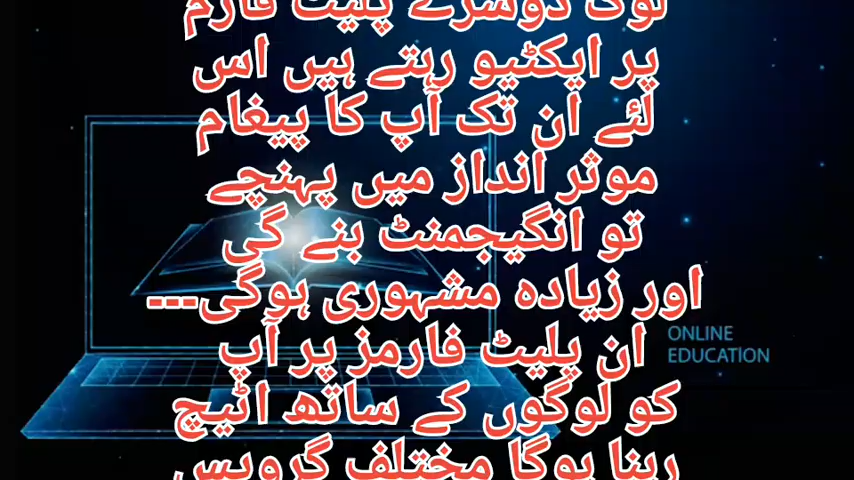 لوگ دوسرے پلیٹ فارم
پر ایکٹیو رہتے ہیں اس
لئے ان تک آپ کا پیغام
موثر انداز میں پہنچے
تو انگیجمنٹ بنے گی
اور زیادہ مشہوری ہوگی...
ان پلیٹ فارمز پر آپ
کو لوگوں کے ساتھ اٹیچ
رہنا ہوگا مختلف گروپس
ONLINE
EDUCATION